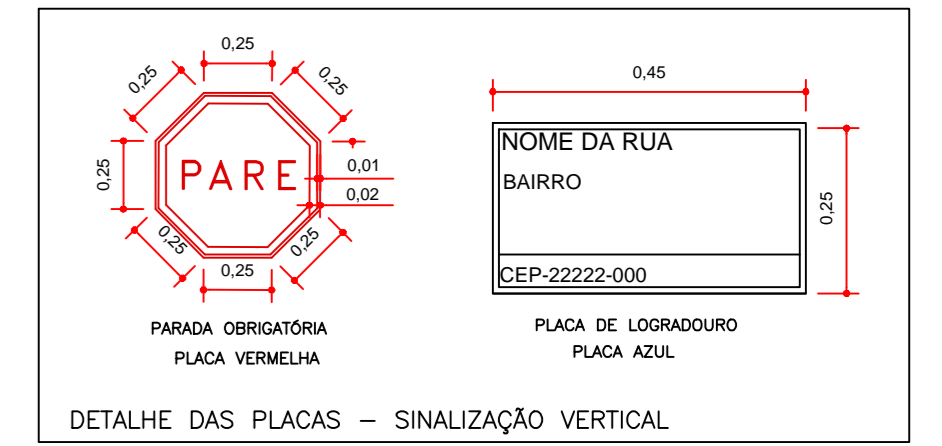 0,25
0,25
0,25
0,25
PARE
0,01
0,02
0,25
0,25
0,25
PARADA OBRIGATÓRIA
PLACA VERMELHA
0,45
NOME DA RUA
BAIRRO
0,25
CEP-22222-000
PLACA DE LOGRADOURO
PLACA AZUL
DETALHE DAS PLACAS – SINALIZAÇÃO VERTICAL